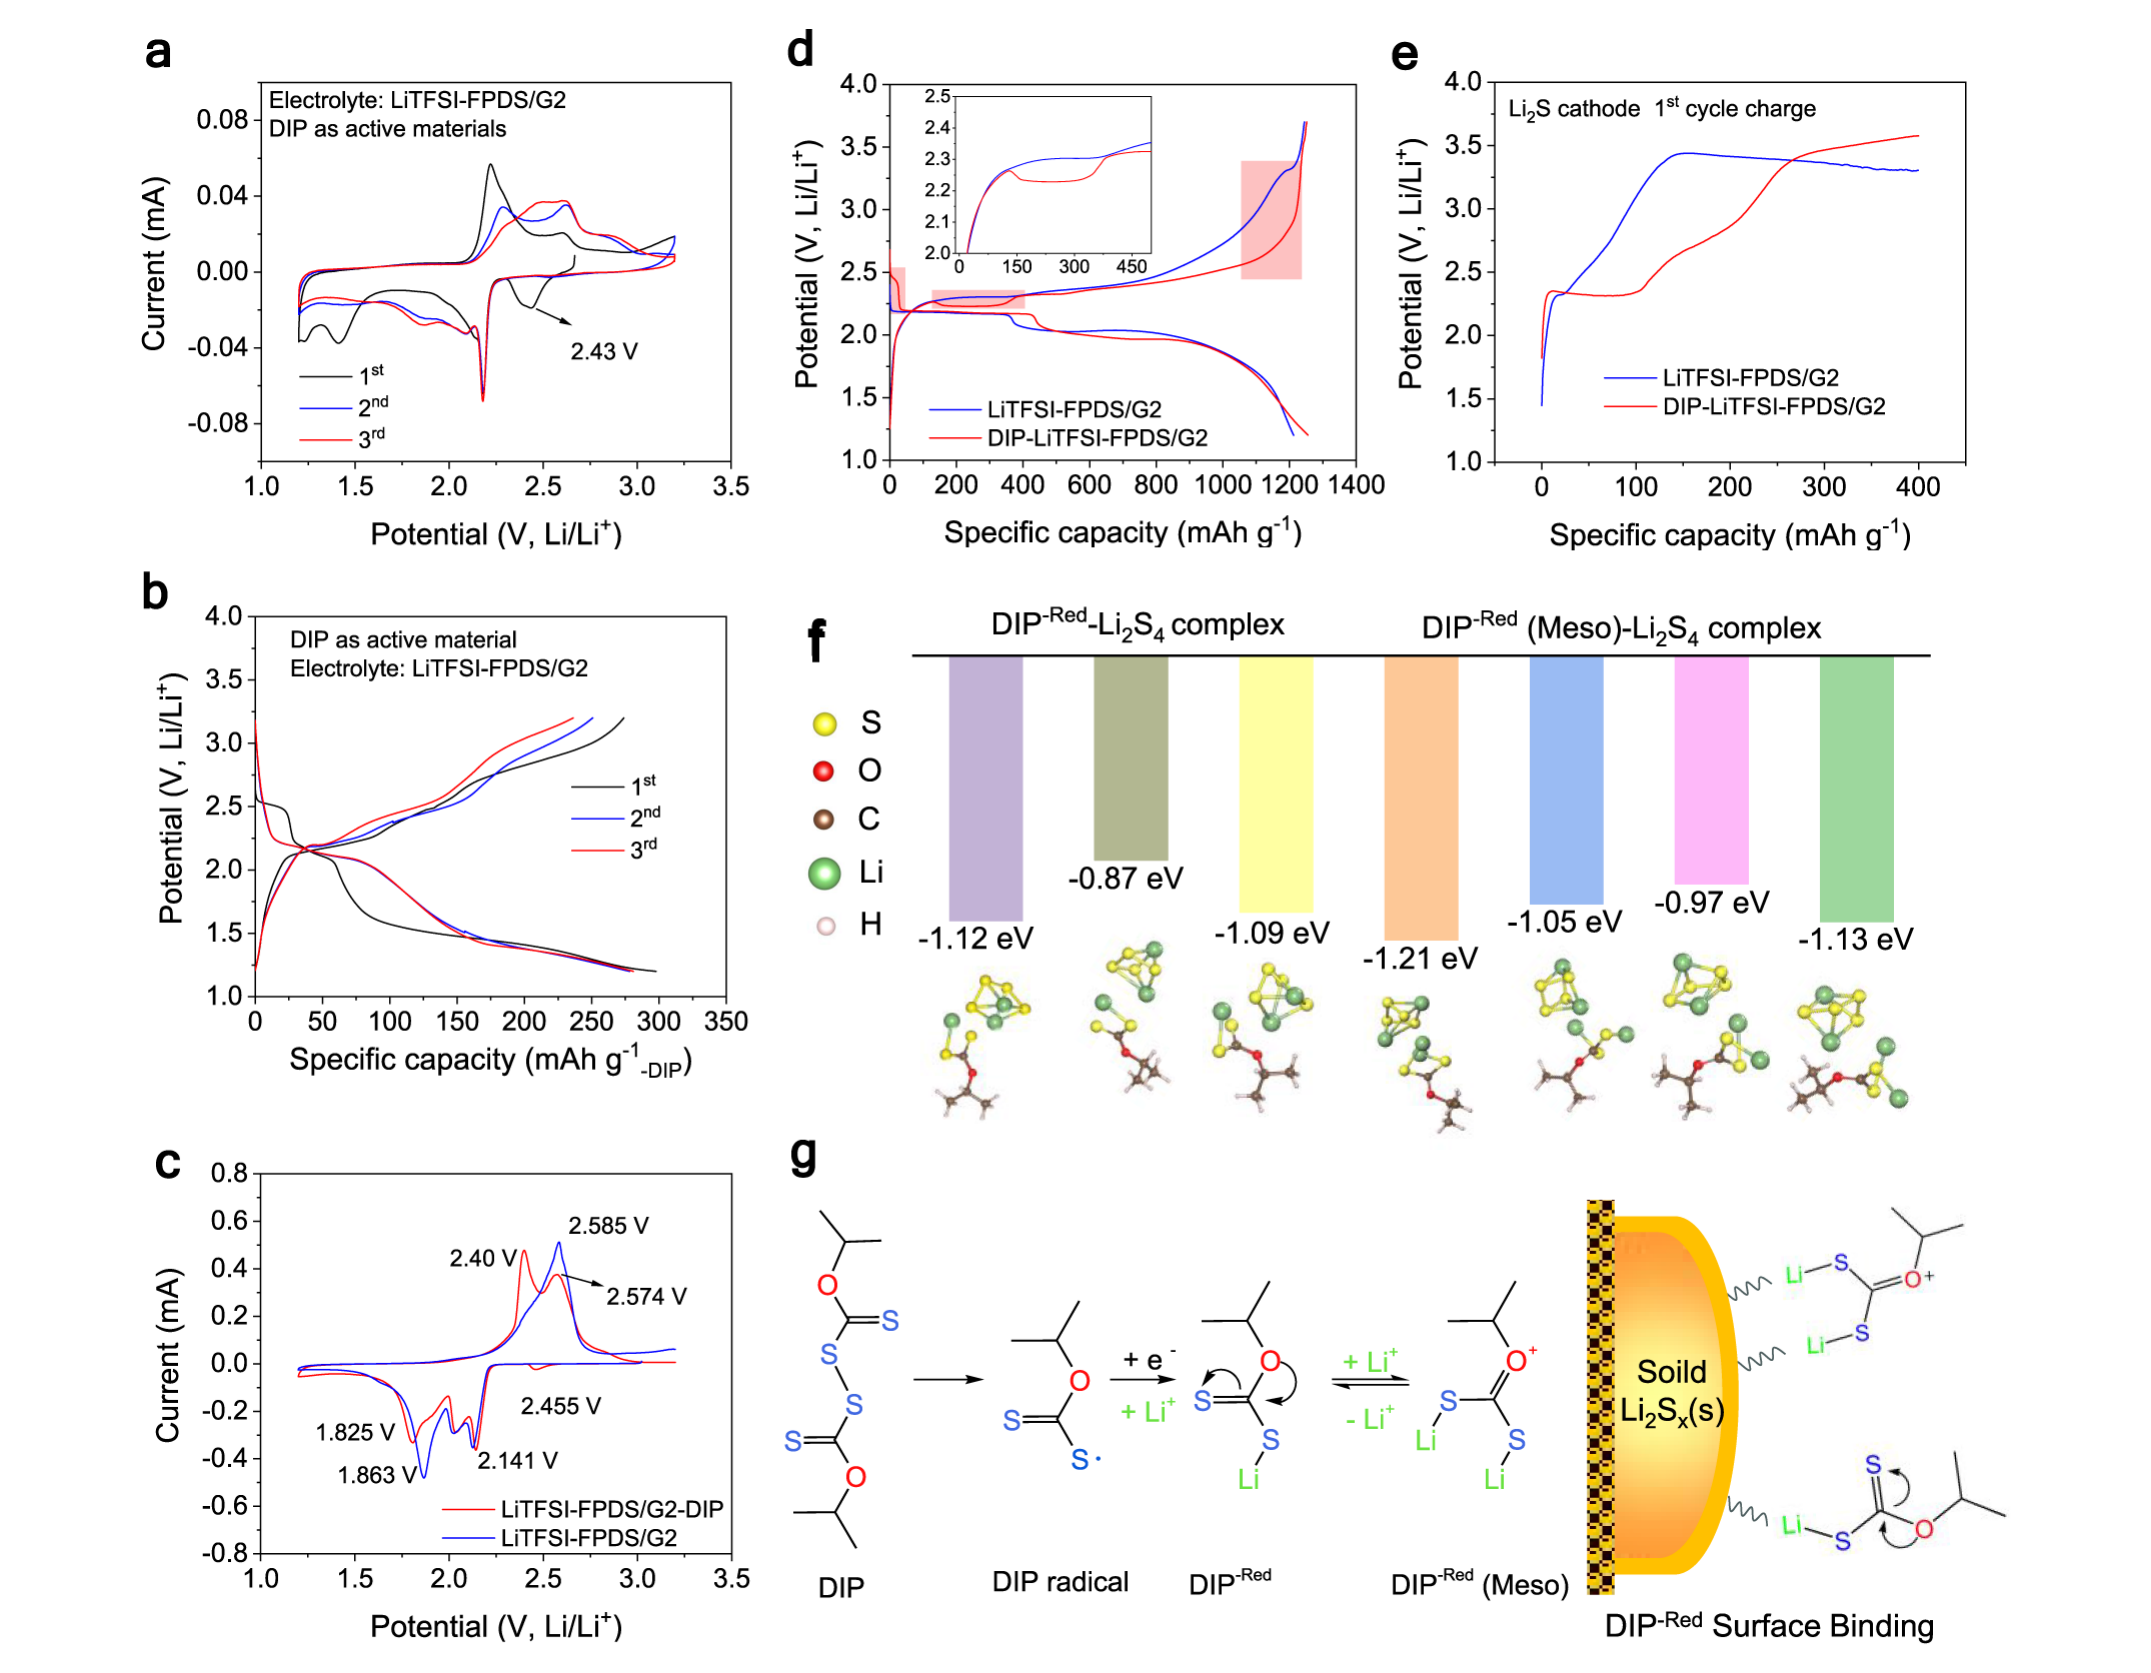 a
Electrolyte: LiTFSI-FPDS/G2
DIP as active materials
0.08
0.04
0.00
-0.04
-0.08
2.43 V
1st
2nd
3rd
1.0 1.5 2.0 2.5 3.0 3.5
Current (mA)
Potential (V, Li/Li+)
b
DIP as active material
Electrolyte: LiTFSI-FPDS/G2
4.0
3.5
3.0
2.5
2.0
1.5
1.0
1st
2nd
3rd
0 50 100 150 200 250 300 350
Potential (V, Li/Li+)
Specific capacity (mAh g-1-DIP)
c
0.8
0.6
0.4
0.2
0.0
-0.2
-0.4
-0.6
-0.8
2.585 V
2.40 V
2.574 V
2.455 V
1.825 V
2.141 V
1.863 V
LiTFSI-FPDS/G2-DIP
LiTFSI-FPDS/G2
1.0 1.5 2.0 2.5 3.0 3.5
Current (mA)
Potential (V, Li/Li+)
d
4.0
3.5
3.0
2.5
2.0
1.5
1.0
2.5
2.4
2.3
2.2
2.1
2.0
0 150 300 450
LiTFSI-FPDS/G2
DIP-LiTFSI-FPDS/G2
0 200 400 600 800 1000 1200 1400
Potential (V, Li/Li+)
Specific capacity (mAh g-1)
e
Li2S cathode 1st cycle charge
4.0
3.5
3.0
2.5
2.0
1.5
1.0
LiTFSI-FPDS/G2
DIP-LiTFSI-FPDS/G2
0 100 200 300 400
Potential (V, Li/Li+)
Specific capacity (mAh g-1)
f
DIP-Red-Li2S4 complex
DIP-Red (Meso)-Li2S4 complex
S
O
C
Li
H
-1.12 eV
-0.87 eV
-1.09 eV
-1.21 eV
-1.05 eV
-0.97 eV
-1.13 eV
g
O
S
S
S
S
O
DIP
O
S
S·
DIP radical
+ e-
+ Li+
O
S
S
Li
DIP-Red
+ Li+
- Li+
O+
S
Li
S
Li
DIP-Red (Meso)
Soild
Li2Sx(s)
Li
S
O+
Li
S
S
Li
S
O
DIP-Red Surface Binding